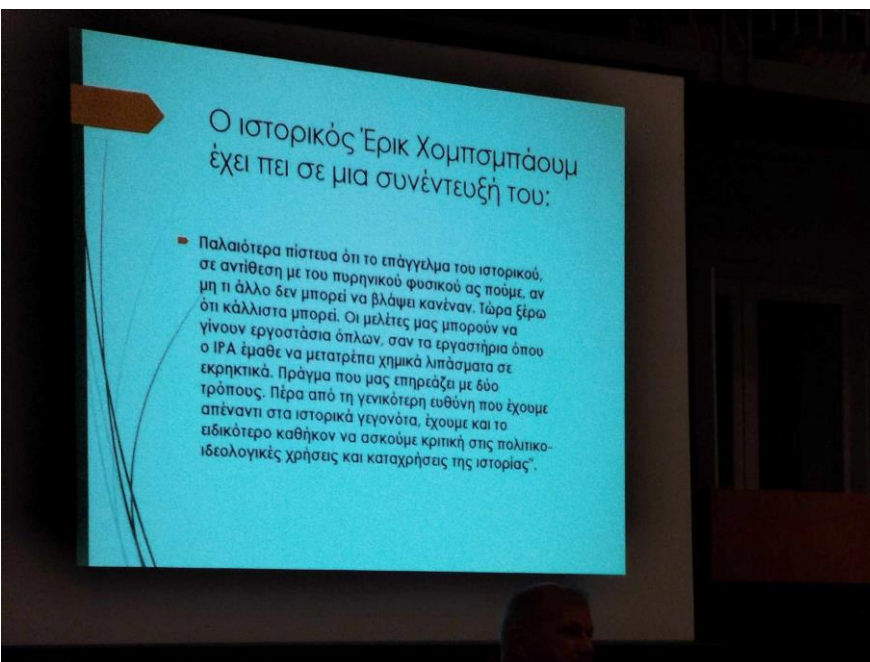 Ο ιστορικός Έρικ Χομπσμπάουμ
έχει πει σε μια συνέντευξή του:
Παλαιότερα πίστευα ότι το επάγγελμα του ιστορικού,
σε αντίθεση με του πυρηνικού φυσικού ας πούμε, αν
μη τι άλλο δεν μπορεί να βλάψει κανέναν. Τώρα ξέρω
ότι κάλλιστα μπορεί. Οι μελέτες μας μπορούν να
γίνουν εργοστάσια όπλων, σαν τα εργαστήρια όπου
ο IPA έμαθε να μετατρέπει χημικά λιπάσματα σε
εκρηκτικά. Πράγμα που μας επηρεάζει με δύο
τρόπους. Πέρα από τη γενικότερη ευθύνη που έχουμε
απέναντι στα ιστορικά γεγονότα, έχουμε και το
ειδικότερο καθήκον να ασκούμε κριτική στις πολιτικο-
ιδεολογικές χρήσεις και καταχρήσεις της ιστορίας".